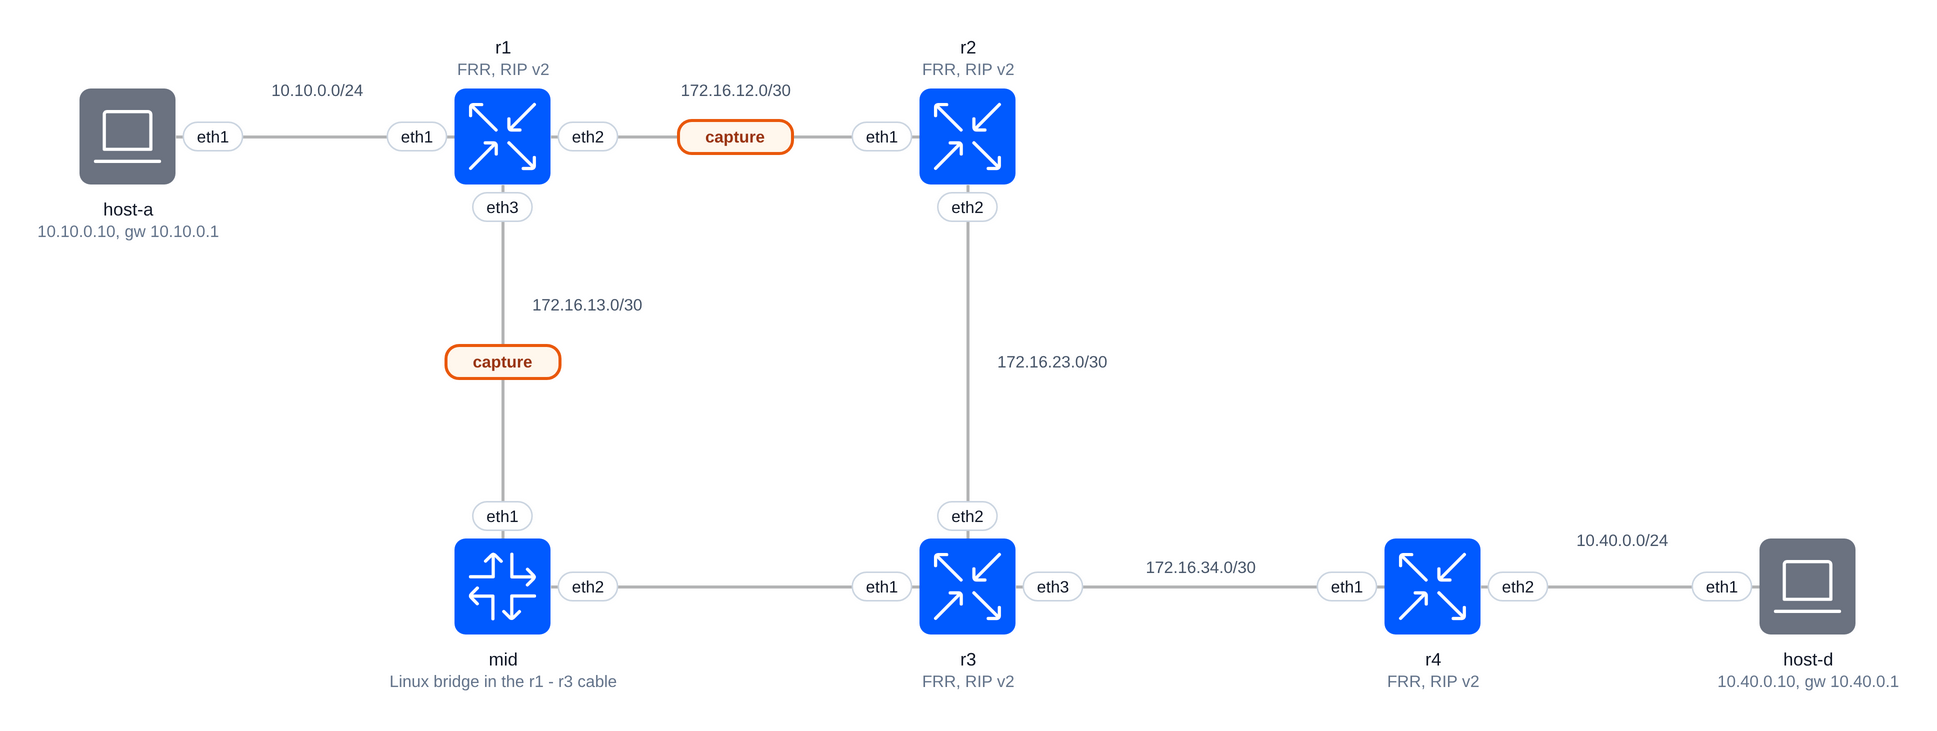 r1
FRR, RIP v2
r2
FRR, RIP v2
10.10.0.0/24
172.16.12.0/30
eth1
eth1
eth2
capture
eth1
host-a
10.10.0.10, gw 10.10.0.1
eth3
eth2
172.16.13.0/30
capture
172.16.23.0/30
eth1
eth2
172.16.34.0/30
10.40.0.0/24
eth2
eth1
eth3
eth1
eth2
eth1
mid
Linux bridge in the r1 - r3 cable
r3
FRR, RIP v2
r4
FRR, RIP v2
host-d
10.40.0.10, gw 10.40.0.1